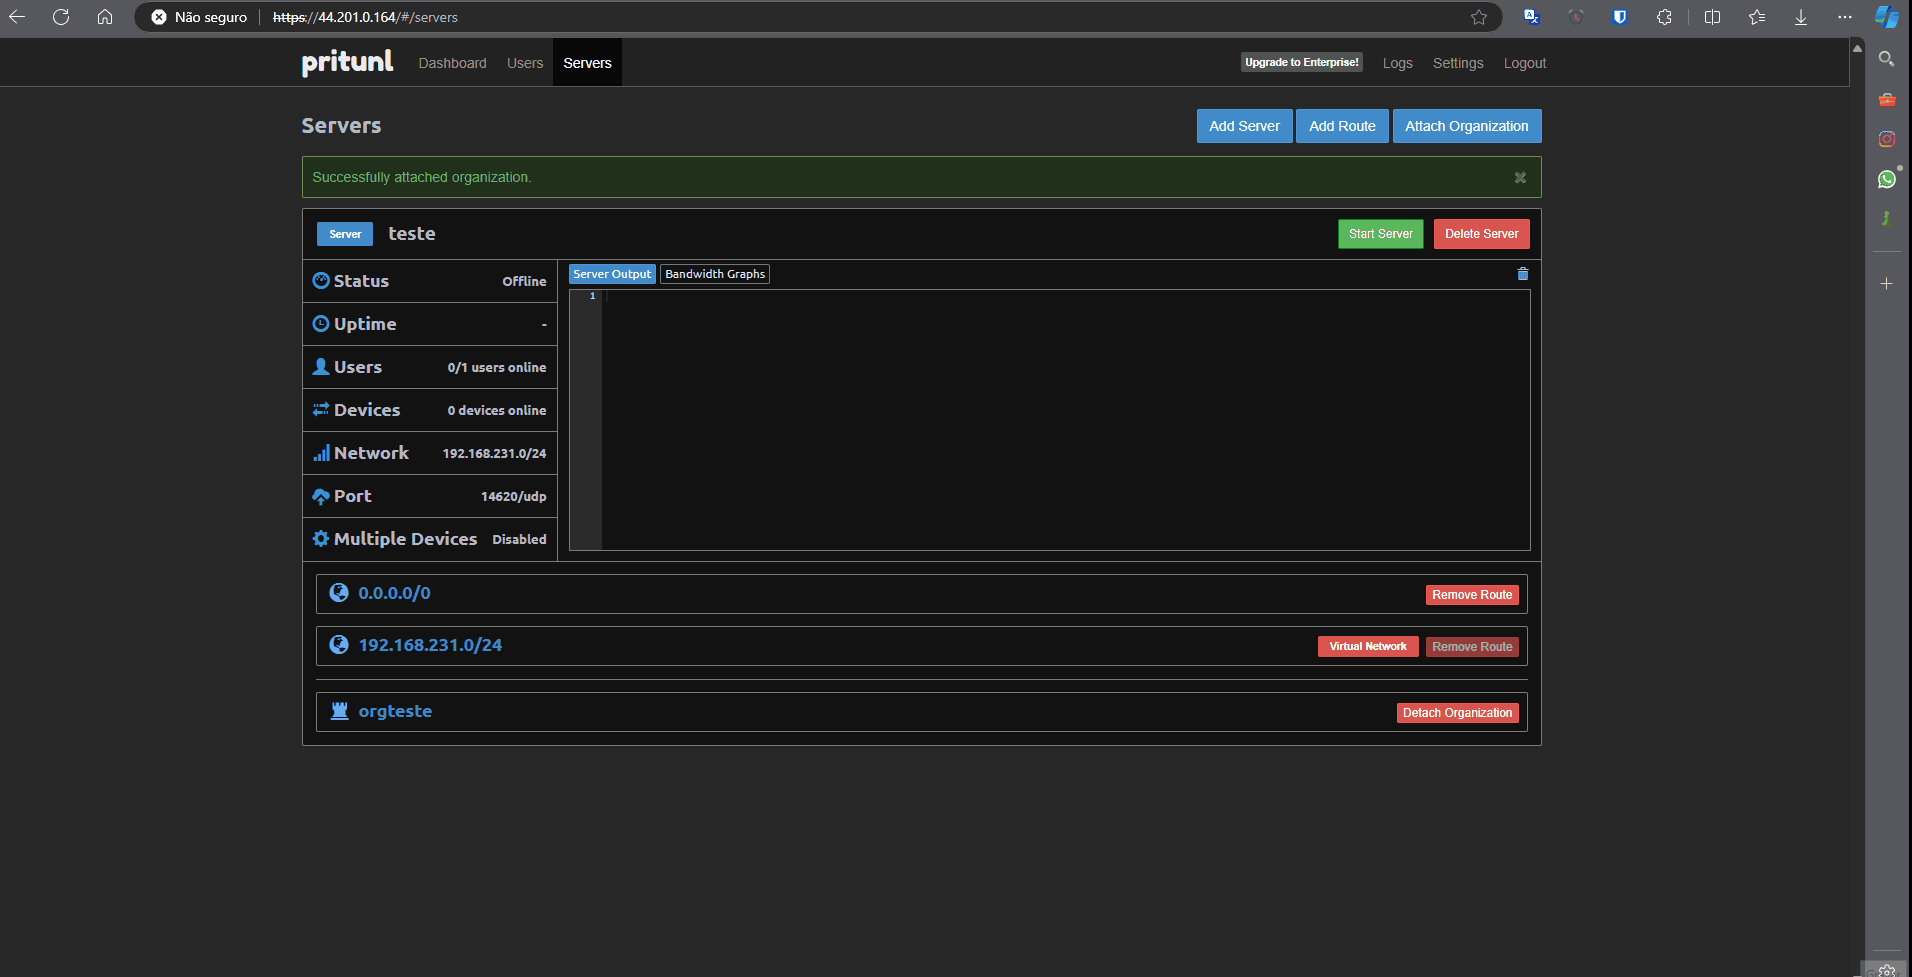 Não seguro https://44.201.0.164/#/servers
pritunl Dashboard Users Servers Upgrade to Enterprise! Logs Settings Logout
Servers Add Server Add Route Attach Organization
Successfully attached organization.
Server teste Start Server Delete Server
Status Offline
Server Output Bandwidth Graphs
1
Uptime -
Users 0/1 users online
Devices 0 devices online
Network 192.168.231.0/24
Port 14620/udp
Multiple Devices Disabled
0.0.0.0/0 Remove Route
192.168.231.0/24 Virtual Network Remove Route
orgteste Detach Organization